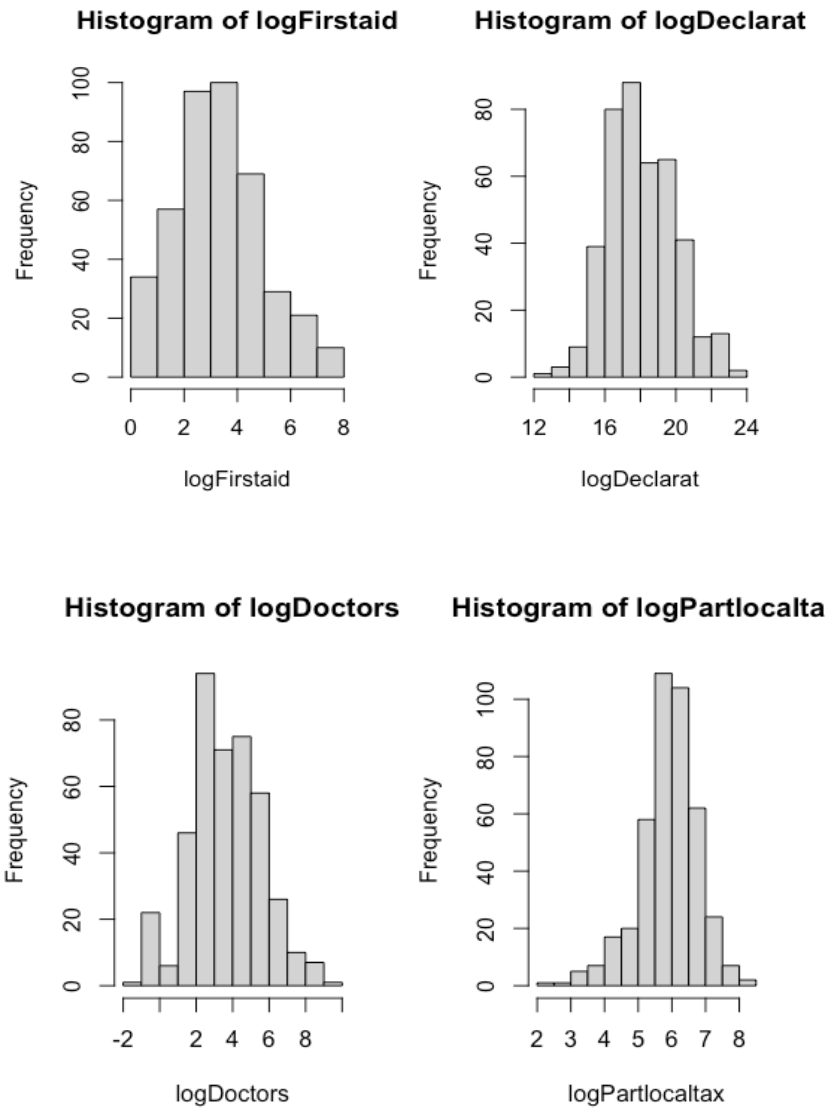 Histogram of logFirstaid
Frequency
0 20 40 60 80 100
0 2 4 6 8
logFirstaid
Histogram of logDeclarat
Frequency
0 20 40 60 80
12 16 20 24
logDeclarat
Histogram of logDoctors
Frequency
0 20 40 60 80
-2 2 4 6 8
logDoctors
Histogram of logPartlocalta
Frequency
0 20 40 60 80 100
2 3 4 5 6 7 8
logPartlocaltax